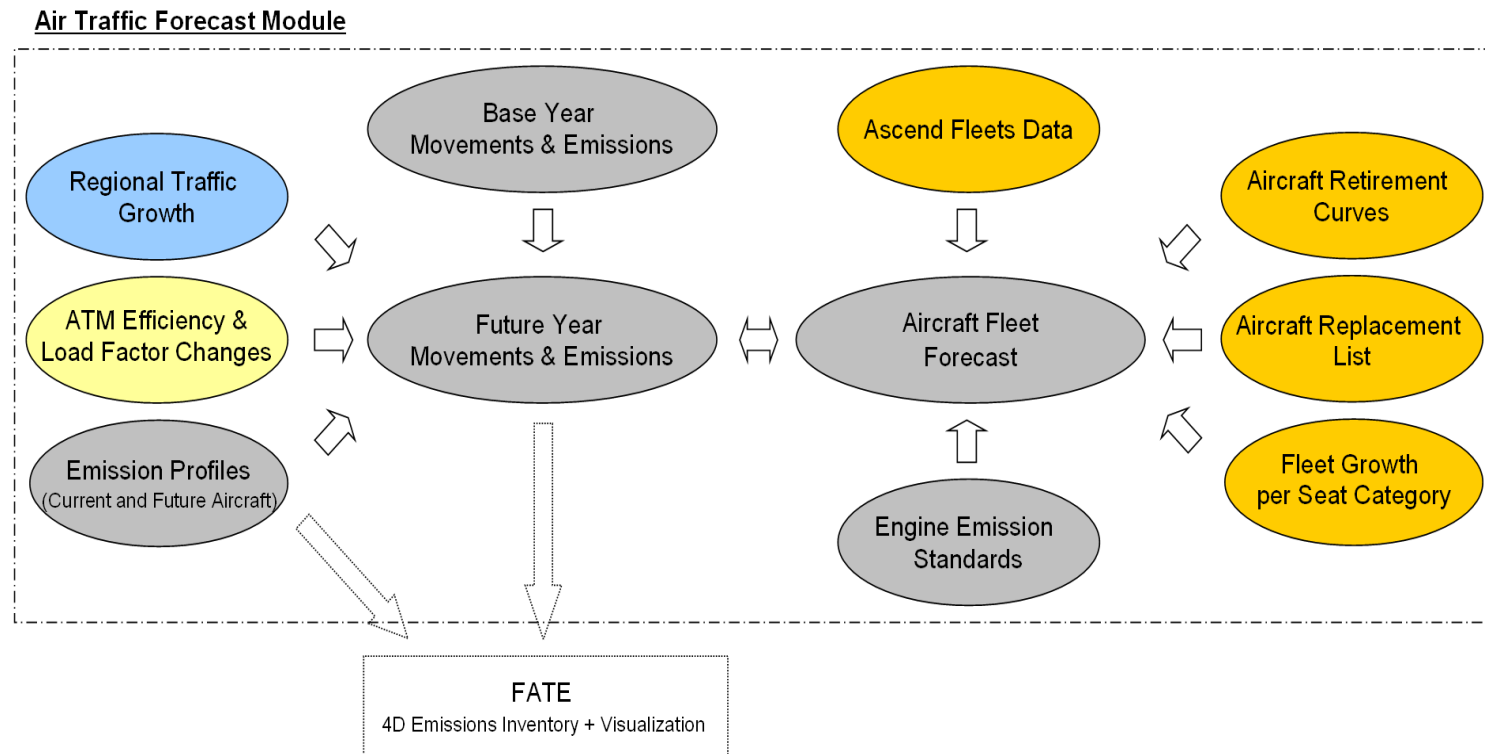 Air Traffic Forecast Module
Base Year
Movements & Emissions
Ascend Fleets Data
Regional Traffic
Growth
Aircraft Retirement
Curves
ATM Efficiency &
Load Factor Changes
Future Year
Movements & Emissions
Aircraft Fleet
Forecast
Aircraft Replacement
List
Emission Profiles
(Current and Future Aircraft)
Engine Emission
Standards
Fleet Growth
per Seat Category
FATE
4D Emissions Inventory + Visualization